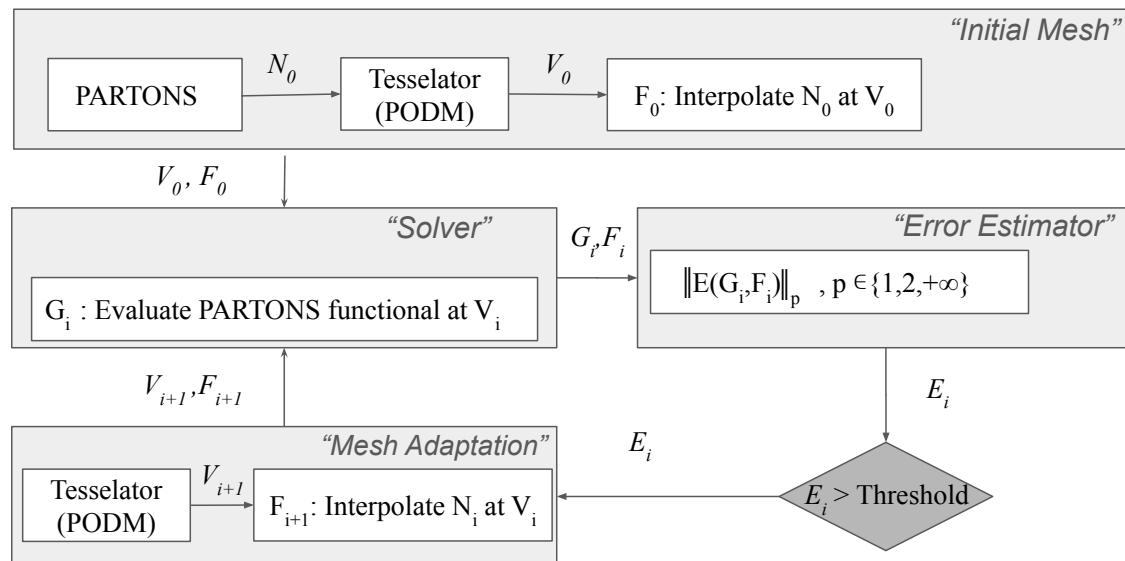 “Initial Mesh”
N₀
V₀
PARTONS
Tesselator
(PODM)
F₀: Interpolate N₀ at V₀
V₀, F₀
“Solver”
Gᵢ,Fᵢ
“Error Estimator”
Gᵢ : Evaluate PARTONS functional at Vᵢ
‖E(Gᵢ,Fᵢ)‖ₚ , p ∈{1,2,+∞}
Vᵢ₊₁,Fᵢ₊₁
Eᵢ
“Mesh Adaptation”
Eᵢ
Tesselator
(PODM)
Vᵢ₊₁
Fᵢ₊₁: Interpolate Nᵢ at Vᵢ
Eᵢ > Threshold